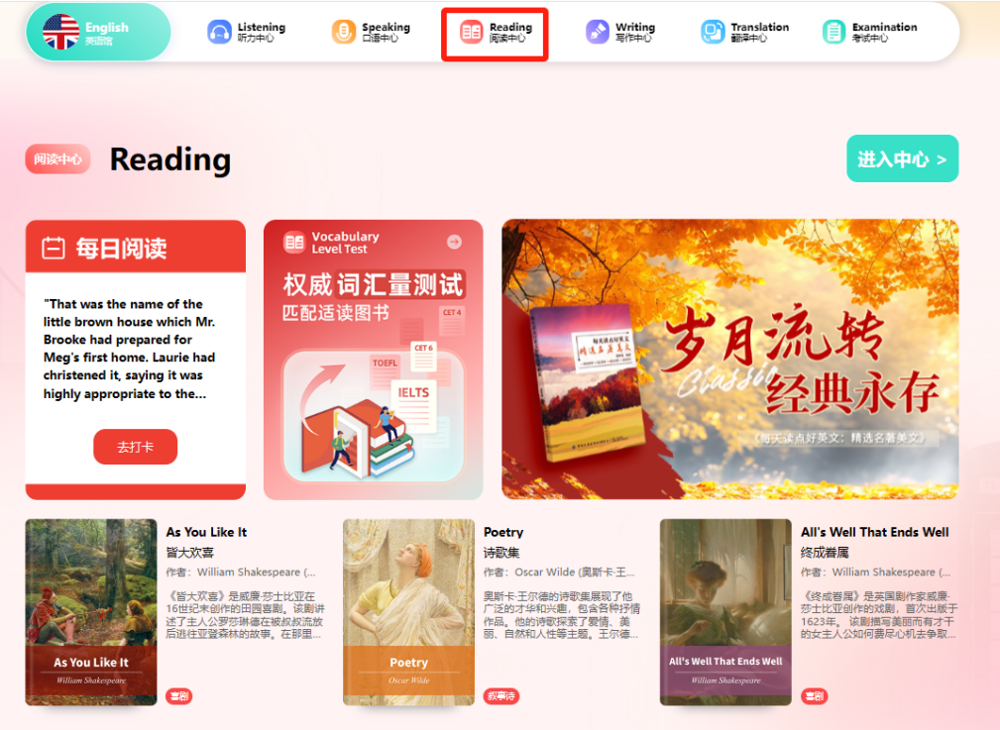 English
英语馆
Listening
听力中心
Speaking
口语中心
Reading
阅读中心
Writing
写作中心
Translation
翻译中心
Examination
考试中心
阅读中心
Reading
进入中心 >
每日阅读
"That was the name of the
little brown house which Mr.
Brooke had prepared for
Meg's first home. Laurie had
christened it, saying it was
highly appropriate to the...
去打卡
Vocabulary
Level Test
权威词汇量测试
匹配适读图书
CET 4
CET 6
TOEFL
IELTS
每天读点好英文
精选名著美文
岁月流转
Classic
经典永存
《每天读点好英文：精选名著美文》
As You Like It
William Shakespeare
As You Like It
皆大欢喜
作者：William Shakespeare (...
《皆大欢喜》是威廉·莎士比亚在
16世纪末创作的田园喜剧。该剧讲
述了主人公罗莎琳德在被叔叔流放
后逃往亚登森林的故事。在那里...
喜剧
Poetry
Oscar Wilde
Poetry
诗歌集
作者：Oscar Wilde (奥斯卡·王...
奥斯卡·王尔德的诗歌集展现了他
广泛的才华和兴趣，包含各种抒情
作品。他的诗歌探索了爱情、美
丽、自然和人性等主题。王尔德...
叙事诗
All's Well That Ends Well
William Shakespeare
All's Well That Ends Well
终成眷属
作者：William Shakespeare (...
《终成眷属》是英国剧作家威廉·
莎士比亚创作的戏剧，首次出版于
1623年。 该剧描写美丽而有才干
的女主人公如何费尽心机去争取...
喜剧